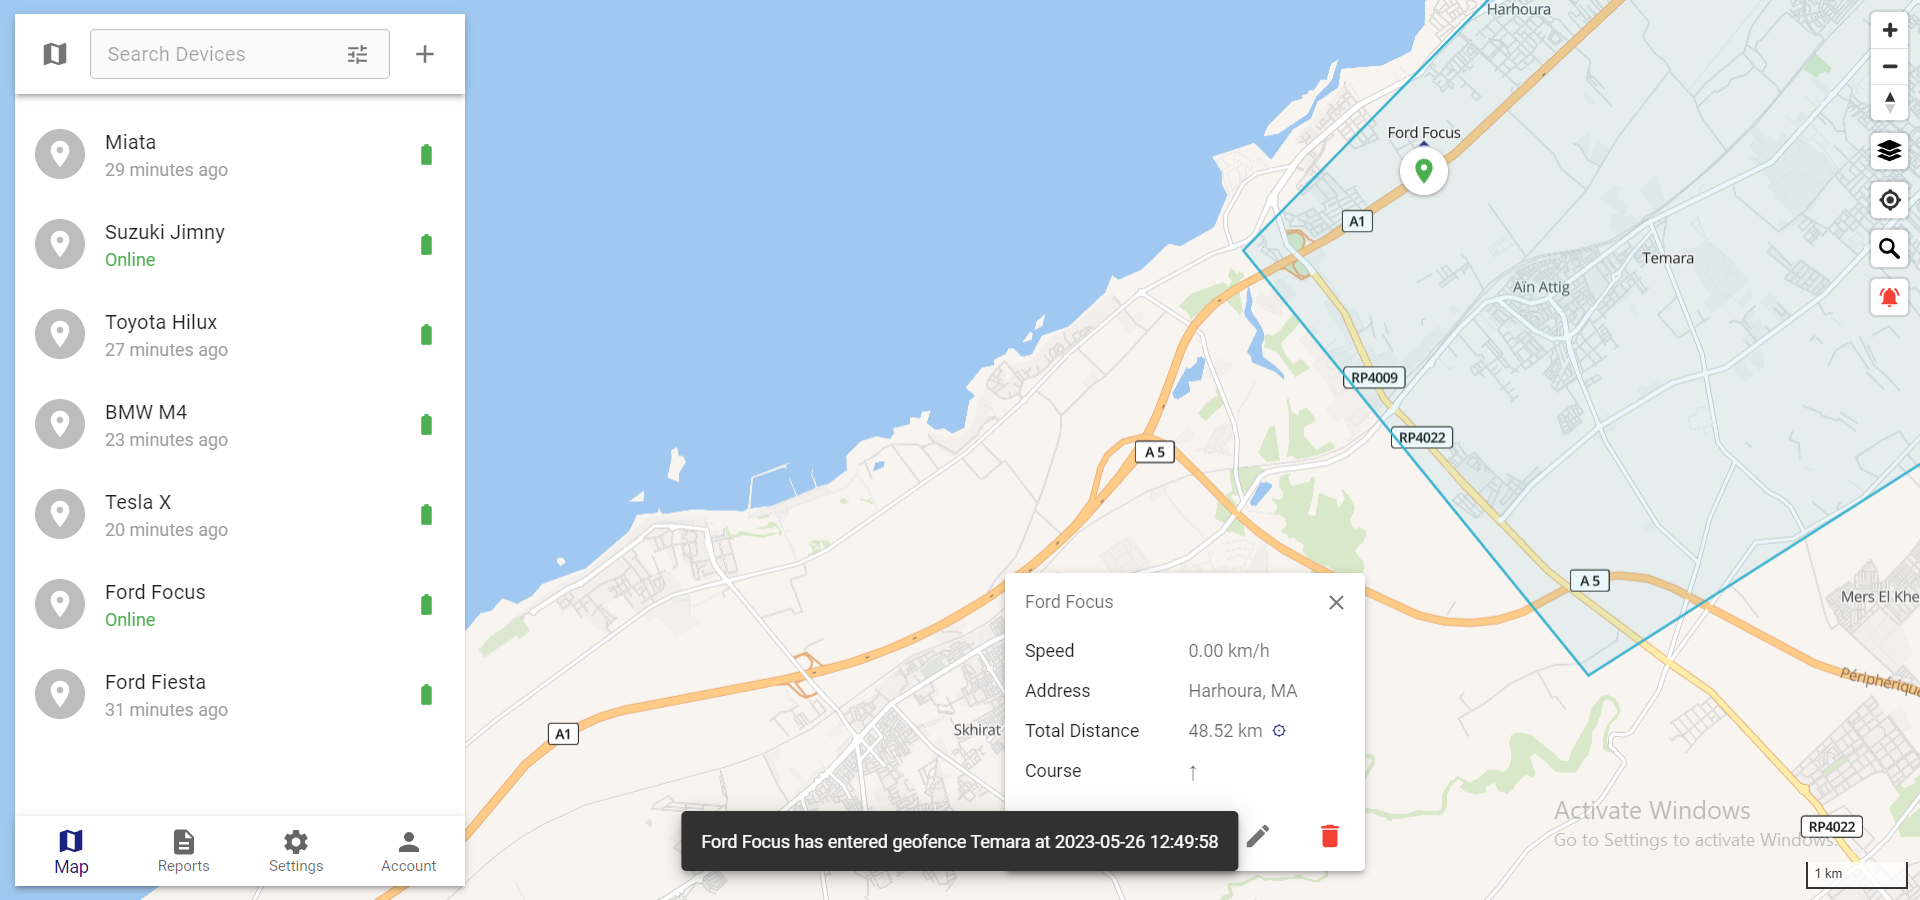 Search Devices
Miata
29 minutes ago
Suzuki Jimny
Online
Toyota Hilux
27 minutes ago
BMW M4
23 minutes ago
Tesla X
20 minutes ago
Ford Focus
Online
Ford Fiesta
31 minutes ago
Map
Reports
Settings
Account
Harhoura
Ford Focus
A1
Temara
Aïn Attig
RP4009
RP4022
A 5
A 5
Mers El Khe
Périphérique
Skhirat
A1
Ford Focus
Speed
0.00 km/h
Address
Harhoura, MA
Total Distance
48.52 km
Course
↑
Ford Focus has entered geofence Temara at 2023-05-26 12:49:58
Activate Windows
Go to Settings to activate Windows.
RP4022
1 km